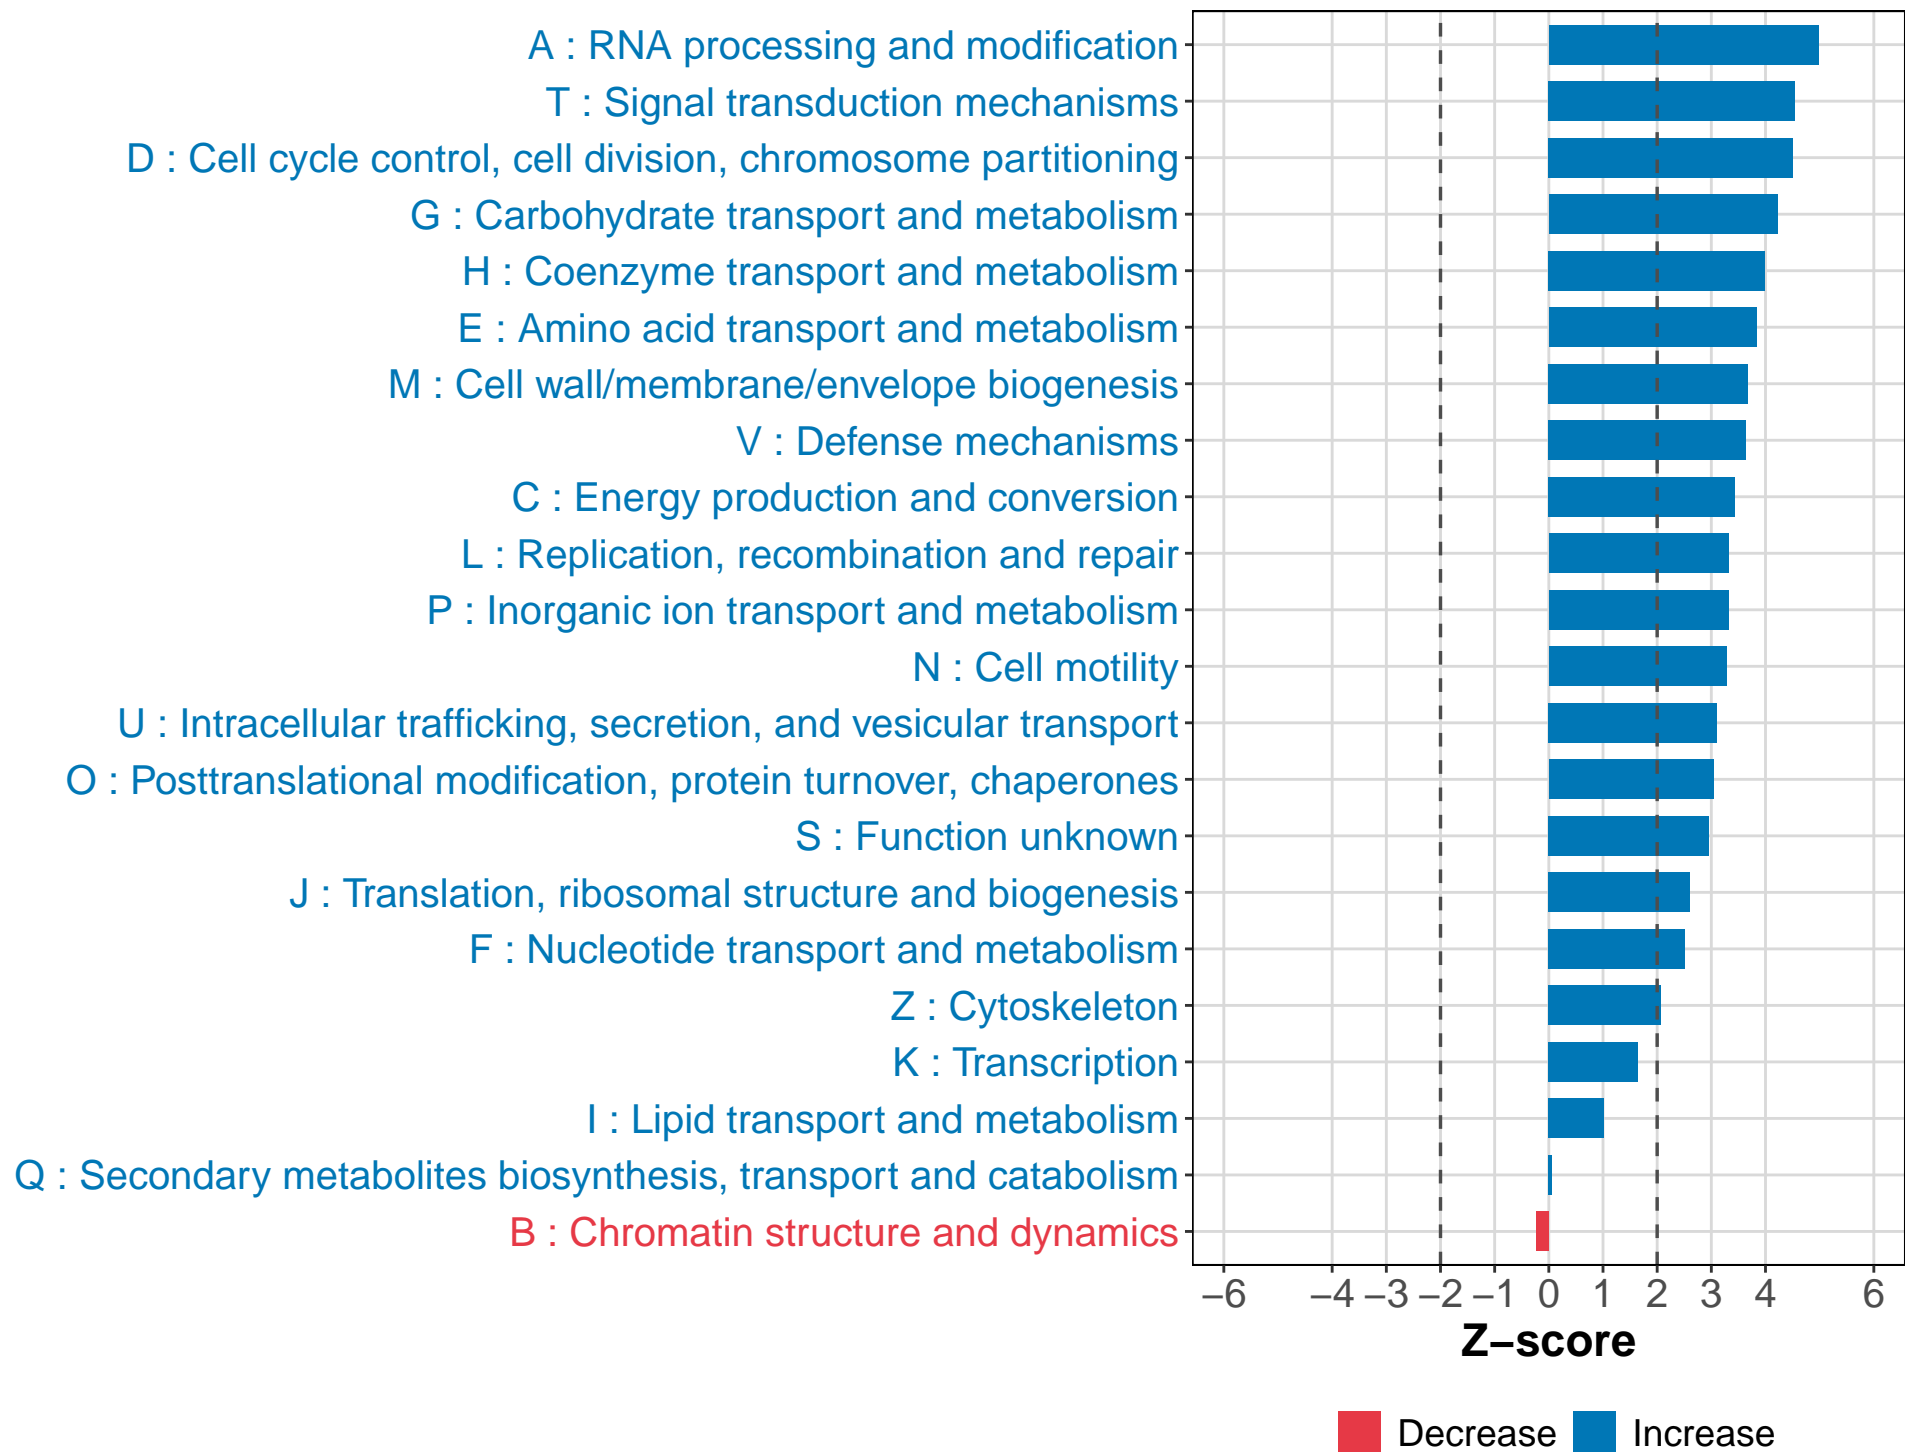 A : RNA processing and modification
T : Signal transduction mechanisms
D : Cell cycle control, cell division, chromosome partitioning
G : Carbohydrate transport and metabolism
H : Coenzyme transport and metabolism
E : Amino acid transport and metabolism
M : Cell wall/membrane/envelope biogenesis
V : Defense mechanisms
C : Energy production and conversion
L : Replication, recombination and repair
P : Inorganic ion transport and metabolism
N : Cell motility
U : Intracellular trafficking, secretion, and vesicular transport
O : Posttranslational modification, protein turnover, chaperones
S : Function unknown
J : Translation, ribosomal structure and biogenesis
F : Nucleotide transport and metabolism
Z : Cytoskeleton
K : Transcription
I : Lipid transport and metabolism
Q : Secondary metabolites biosynthesis, transport and catabolism
B : Chromatin structure and dynamics
−6 −4 −3 −2 −1 0 1 2 3 4 6
Z−score
Decrease Increase